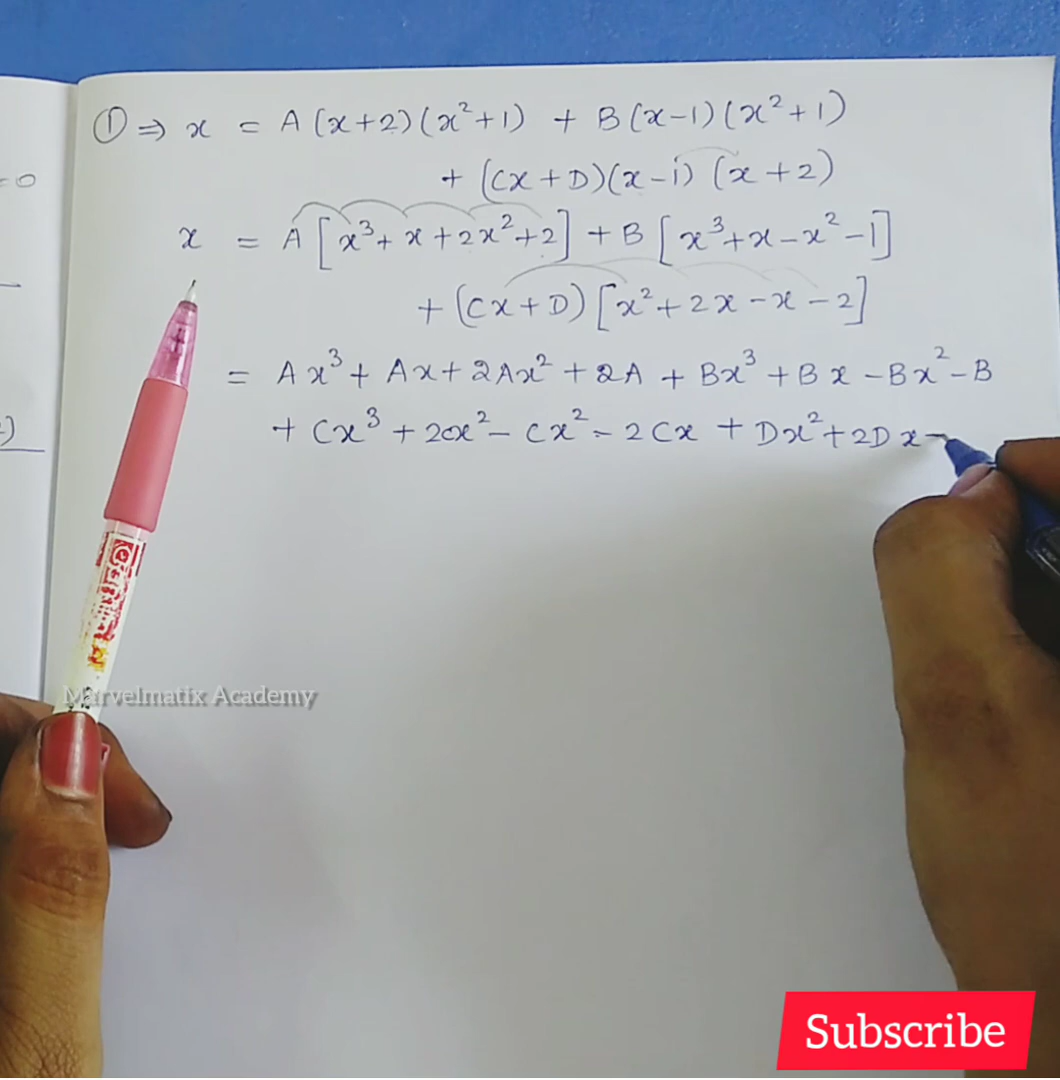 ① ⇒ x = A(x+2)(x²+1) + B(x-1)(x²+1)
+ (Cx+D)(x-1)(x+2)
= 0
x = A[x³+x+2x²+2] + B[x³+x-x²-1]
+ (Cx+D)[x²+2x-x-2]
= Ax³+Ax+2Ax²+2A+Bx³+Bx-Bx²-B
+ Cx³+2Cx²-Cx²-2Cx+Dx²+2Dx-
Marvelmatix Academy
Subscribe